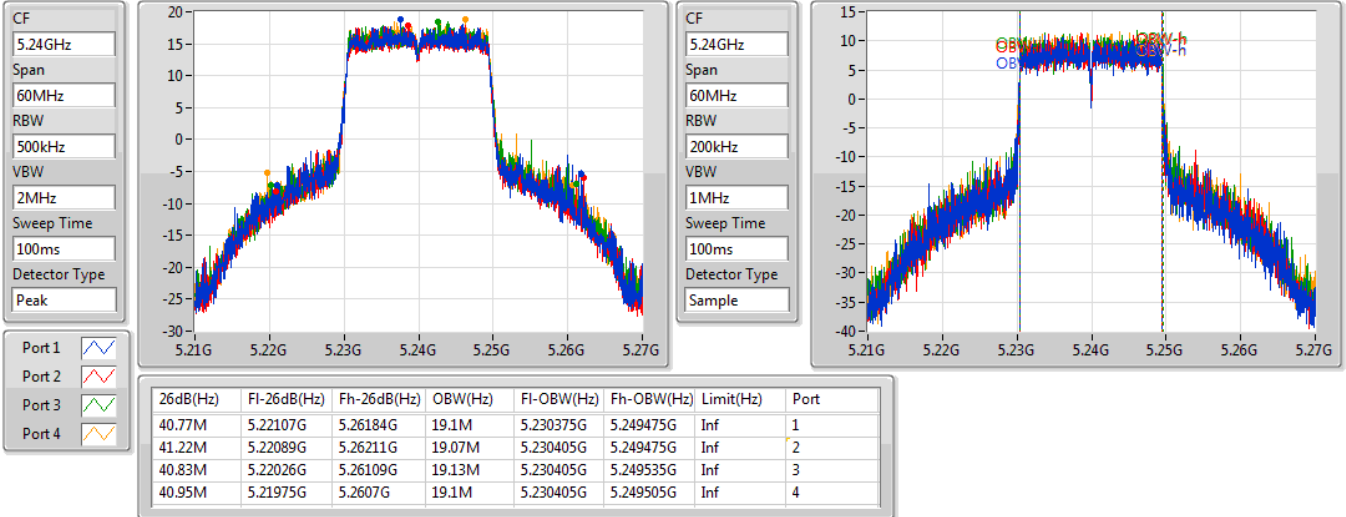 CF
5.24GHz
Span
60MHz
RBW
500kHz
VBW
2MHz
Sweep Time
100ms
Detector Type
Peak
20
15
10
5
0
-5
-10
-15
-20
-25
-30
5.21G 5.22G 5.23G 5.24G 5.25G 5.26G 5.27G
CF
5.24GHz
Span
60MHz
RBW
200kHz
VBW
1MHz
Sweep Time
100ms
Detector Type
Sample
15
10
5
0
-5
-10
-15
-20
-25
-30
-35
-40
OBW-h
5.21G 5.22G 5.23G 5.24G 5.25G 5.26G 5.27G
Port 1
Port 2
Port 3
Port 4
26dB(Hz) Fl-26dB(Hz) Fh-26dB(Hz) OBW(Hz) Fl-OBW(Hz) Fh-OBW(Hz) Limit(Hz) Port
40.77M 5.22107G 5.26184G 19.1M 5.230375G 5.249475G Inf 1
41.22M 5.22089G 5.26211G 19.07M 5.230405G 5.249475G Inf 2
40.83M 5.22026G 5.26109G 19.13M 5.230405G 5.249535G Inf 3
40.95M 5.21975G 5.2607G 19.1M 5.230405G 5.249505G Inf 4